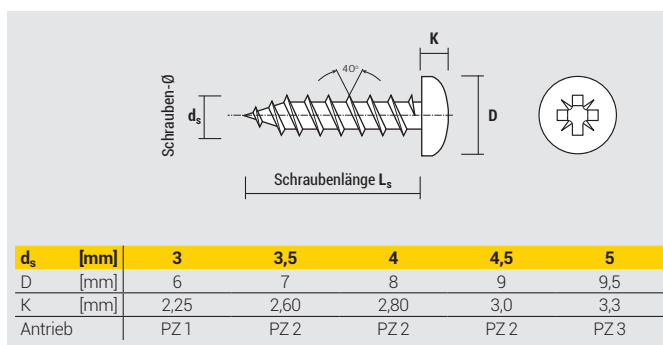 K
40°
Schrauben-Ø
dₛ
D
Schraubenlänge Lₛ
dₛ [mm] 3 3,5 4 4,5 5
D [mm] 6 7 8 9 9,5
K [mm] 2,25 2,60 2,80 3,0 3,3
Antrieb PZ 1 PZ 2 PZ 2 PZ 2 PZ 3